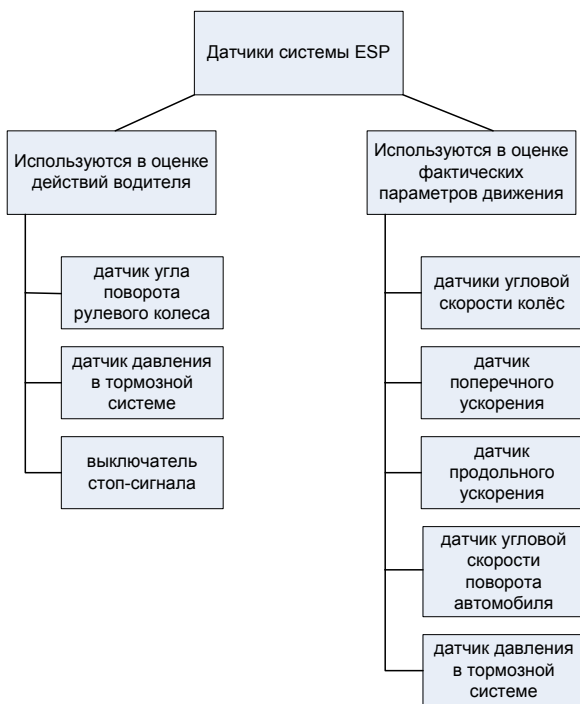 Датчики системы ESP
Используются в оценке
действий водителя
датчик угла
поворота
рулевого колеса
датчик давления
в тормозной
системе
выключатель
стоп-сигнала
Используются в оценке
фактических
параметров движения
датчики угловой
скорости колёс
датчик
поперечного
ускорения
датчик
продольного
ускорения
датчик угловой
скорости
поворота
автомобиля
датчик давления
в тормозной
системе